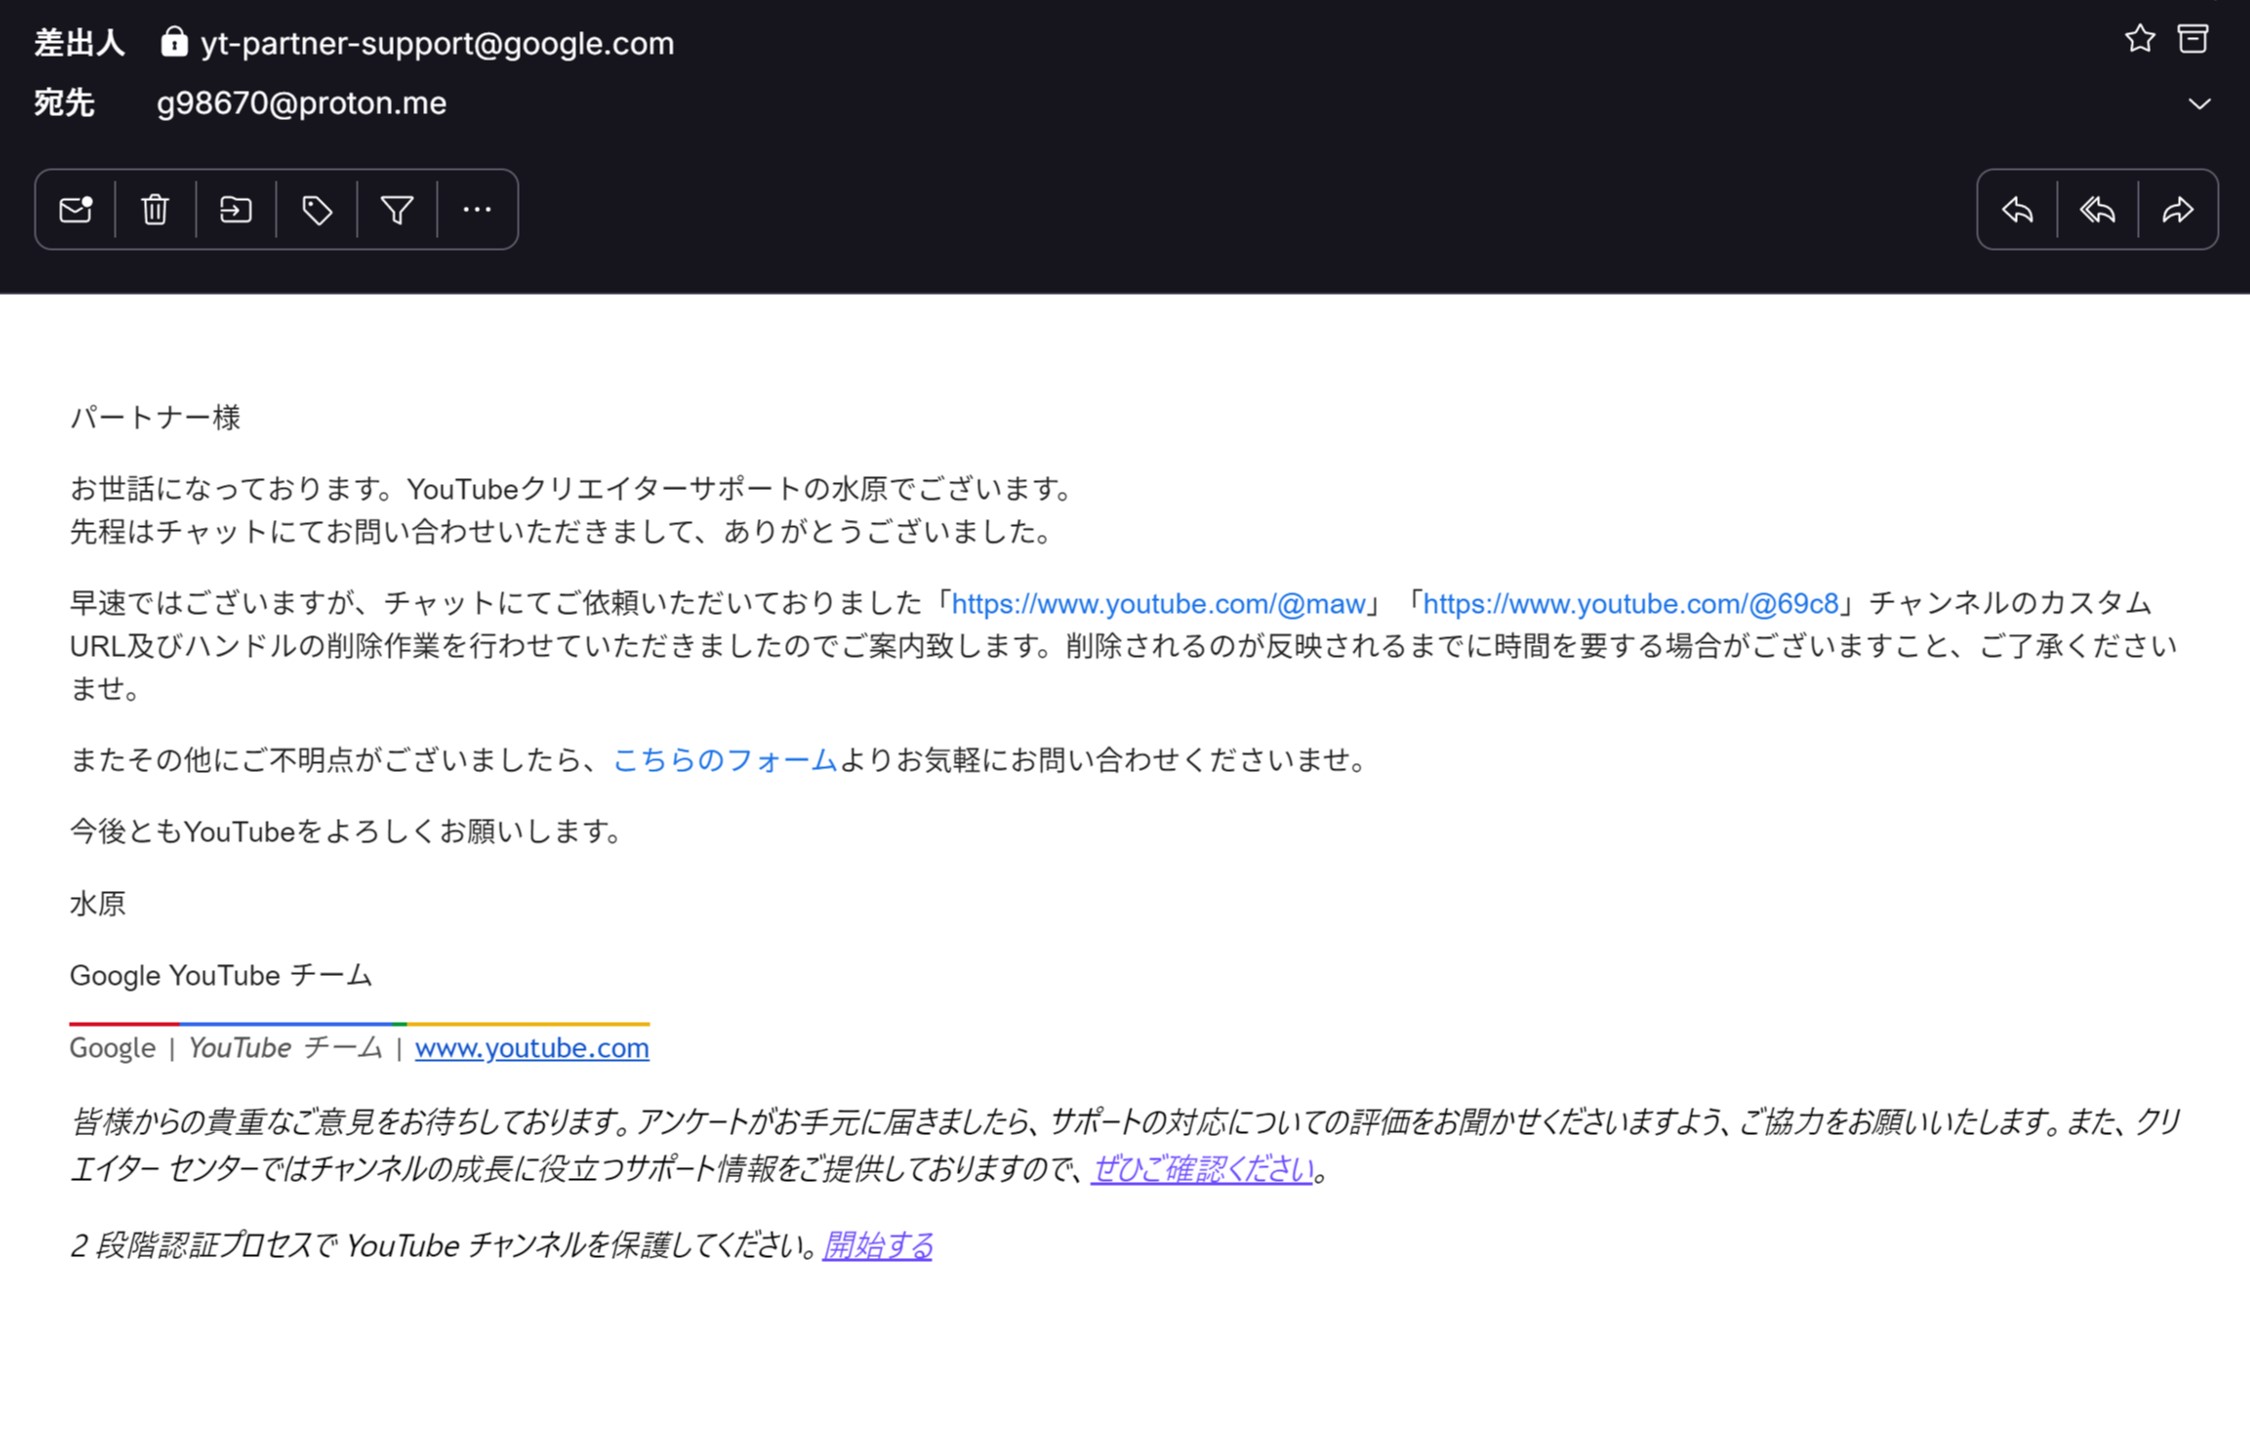 差出人 yt-partner-support@google.com
宛先 g98670@proton.me
パートナー様
お世話になっております。YouTubeクリエイターサポートの水原でございます。
先程はチャットにてお問い合わせいただきまして、ありがとうございました。
早速ではございますが、チャットにてご依頼いただいておりました「https://www.youtube.com/@maw」「https://www.youtube.com/@69c8」チャンネルのカスタム
URL及びハンドルの削除作業を行わせていただきましたのでご案内致します。削除されるのが反映されるまでに時間を要する場合がございますこと、ご了承ください
ませ。
またその他にご不明点がございましたら、こちらのフォームよりお気軽にお問い合わせくださいませ。
今後ともYouTubeをよろしくお願いします。
水原
Google YouTube チーム
Google | YouTube チーム | www.youtube.com
皆様からの貴重なご意見をお待ちしております。アンケートがお手元に届きましたら、サポートの対応についての評価をお聞かせくださいますよう、ご協力をお願いいたします。また、クリ
エイター センターではチャンネルの成長に役立つサポート情報をご提供しておりますので、ぜひご確認ください。
2 段階認証プロセスで YouTube チャンネルを保護してください。開始する